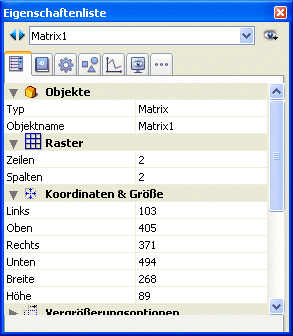 Eigenschaftenliste
Matrix1
Objekte
Typ Matrix
Objektname Matrix1
Raster
Zeilen 2
Spalten 2
Koordinaten & Größe
Links 103
Oben 405
Rechts 371
Unten 494
Breite 268
Höhe 89
Vergrößerungsoptionen